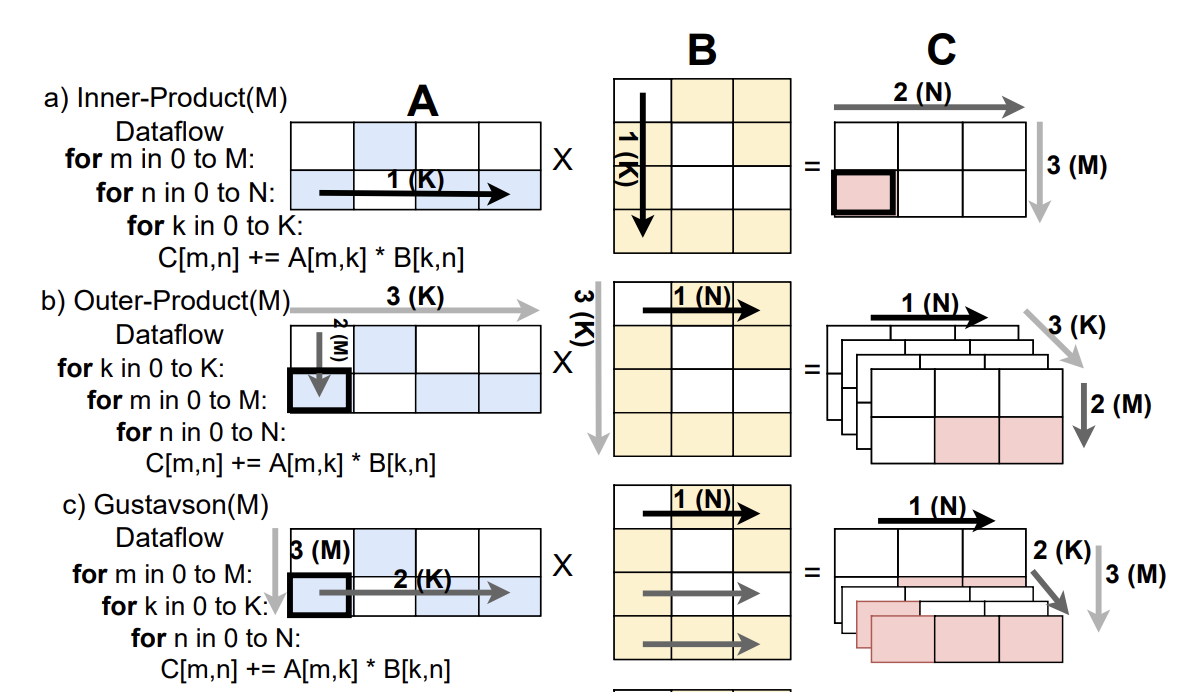 B
C
a) Inner-Product(M)
A
2 (N)
Dataflow
for m in 0 to M:
X
1 (K)
=
3 (M)
1 (K)
for n in 0 to N:
for k in 0 to K:
C[m,n] += A[m,k] * B[k,n]
b) Outer-Product(M)
3 (K)
3 (K)
1 (N)
1 (N)
3 (K)
Dataflow
2 (M)
for k in 0 to K:
X
=
for m in 0 to M:
2 (M)
for n in 0 to N:
C[m,n] += A[m,k] * B[k,n]
c) Gustavson(M)
1 (N)
1 (N)
Dataflow
3 (M)
2 (K)
for m in 0 to M:
2 (K)
X
=
3 (M)
for k in 0 to K:
for n in 0 to N:
C[m,n] += A[m,k] * B[k,n]